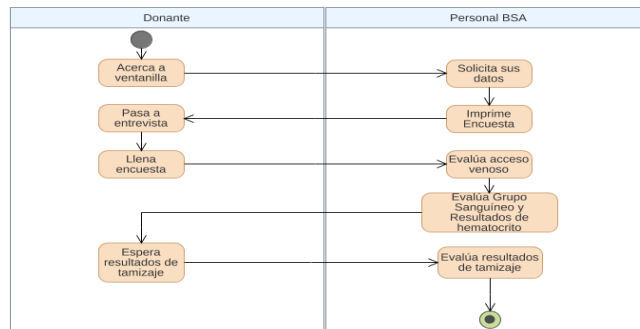 Donante
Personal BSA
Acerca a
ventanilla
Solicita sus
datos
Pasa a
entrevista
Imprime
Encuesta
Llena
encuesta
Evalúa acceso
venoso
Evalúa Grupo
Sanguíneo y
Resultados de
hematocrito
Espera
resultados de
tamizaje
Evalúa resultados
de tamizaje